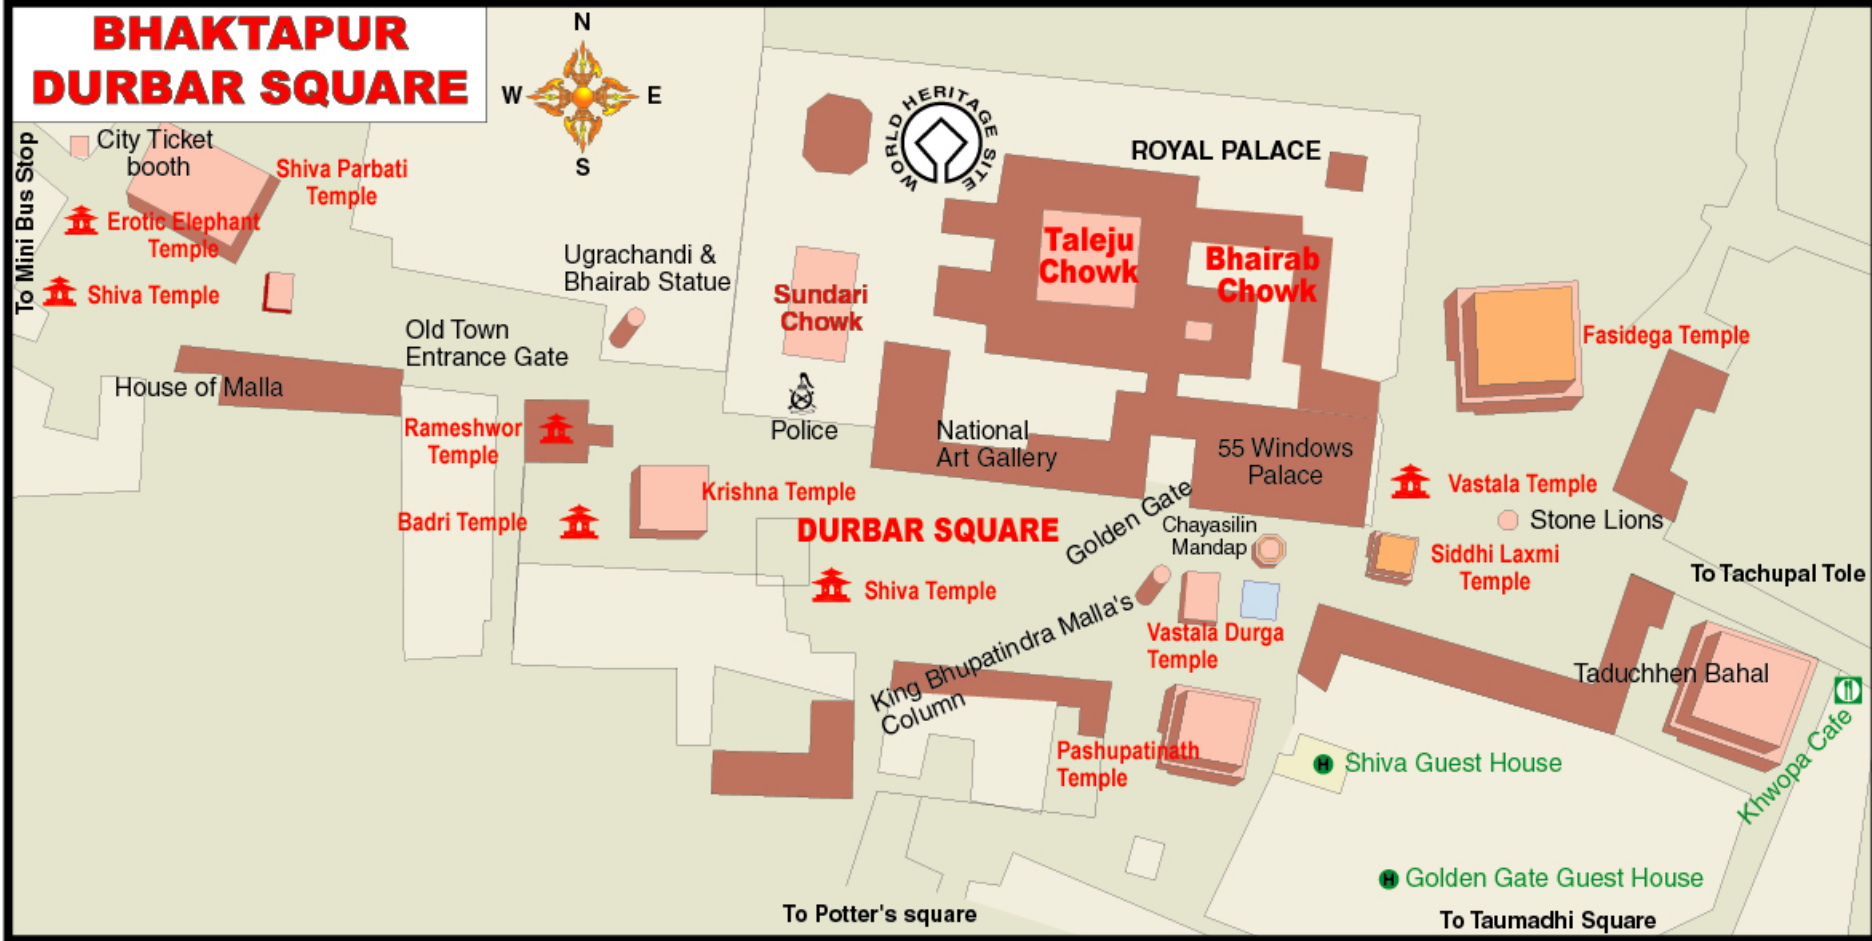 BHAKTAPUR
DURBAR SQUARE
N
W
E
S
WORLD HERITAGE SITE
ROYAL PALACE
To Mini Bus Stop
City Ticket
booth
Shiva Parbati
Temple
Erotic Elephant
Temple
Shiva Temple
Ugrachandi &
Bhairab Statue
Sundari
Chowk
Taleju
Chowk
Bhairab
Chowk
Old Town
Entrance Gate
House of Malla
Fasidega Temple
Rameshwor
Temple
Police
National
Art Gallery
55 Windows
Palace
Krishna Temple
Badri Temple
DURBAR SQUARE
Golden Gate
Chayasilin
Mandap
Vastala Temple
Stone Lions
Siddhi Laxmi
Temple
To Tachupal Tole
Shiva Temple
King Bhupatindra Malla's
Column
Vastala Durga
Temple
Taduchhen Bahal
Pashupatinath
Temple
H
Shiva Guest House
Khwopa Cafe
H
Golden Gate Guest House
To Potter's square
To Taumadhi Square